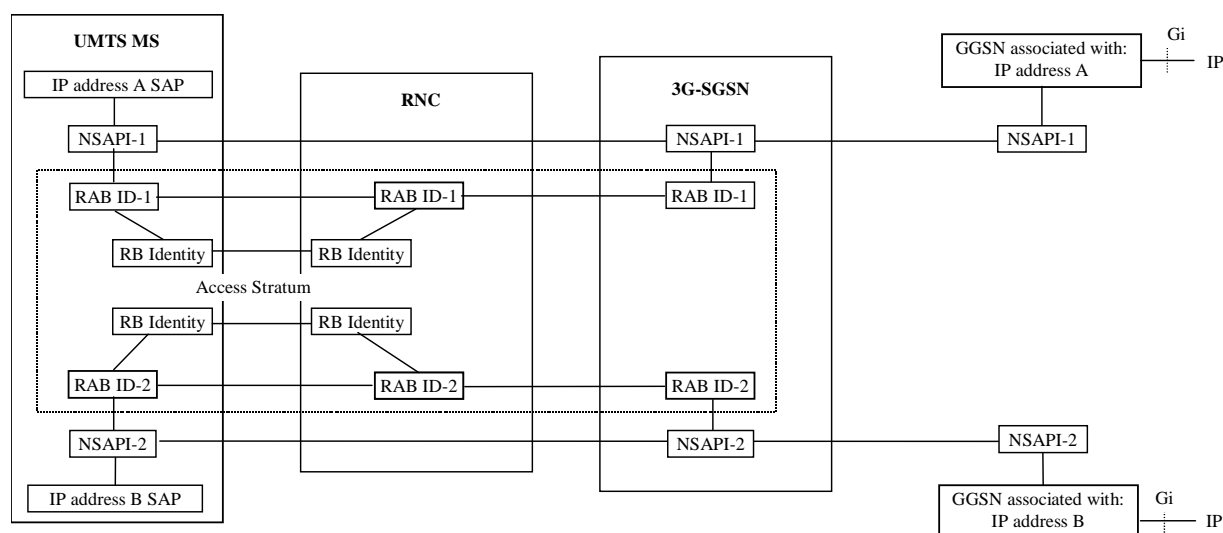 UMTS MS
IP address A SAP
NSAPI-1
RAB ID-1
RB Identity
RNC
RAB ID-1
RB Identity
3G-SGSN
NSAPI-1
RAB ID-1
GGSN associated with:
IP address A
Gi
IP
NSAPI-1
Access Stratum
RB Identity
RAB ID-2
NSAPI-2
IP address B SAP
RB Identity
RAB ID-2
RAB ID-2
NSAPI-2
NSAPI-2
GGSN associated with:
IP address B
Gi
IP